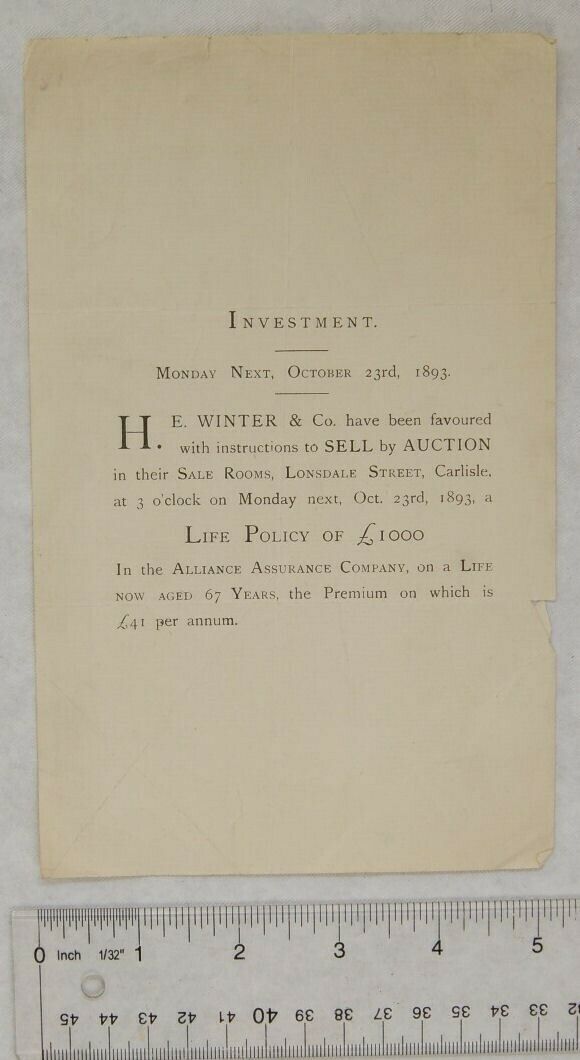 INVESTMENT.
MONDAY NEXT, OCTOBER 23rd, 1893.
H. E. WINTER & Co. have been favoured
with instructions to SELL by AUCTION
in their SALE ROOMS, LONSDALE STREET, Carlisle,
at 3 o'clock on Monday next, Oct. 23rd, 1893, a
LIFE POLICY OF £1000
In the ALLIANCE ASSURANCE COMPANY, on a LIFE
NOW AGED 67 YEARS, the Premium on which is
£41 per annum.
0 Inch 1/32" 1 2 3 4 5
45 44 43 42 41 40 39 38 37 36 35 34 33 32